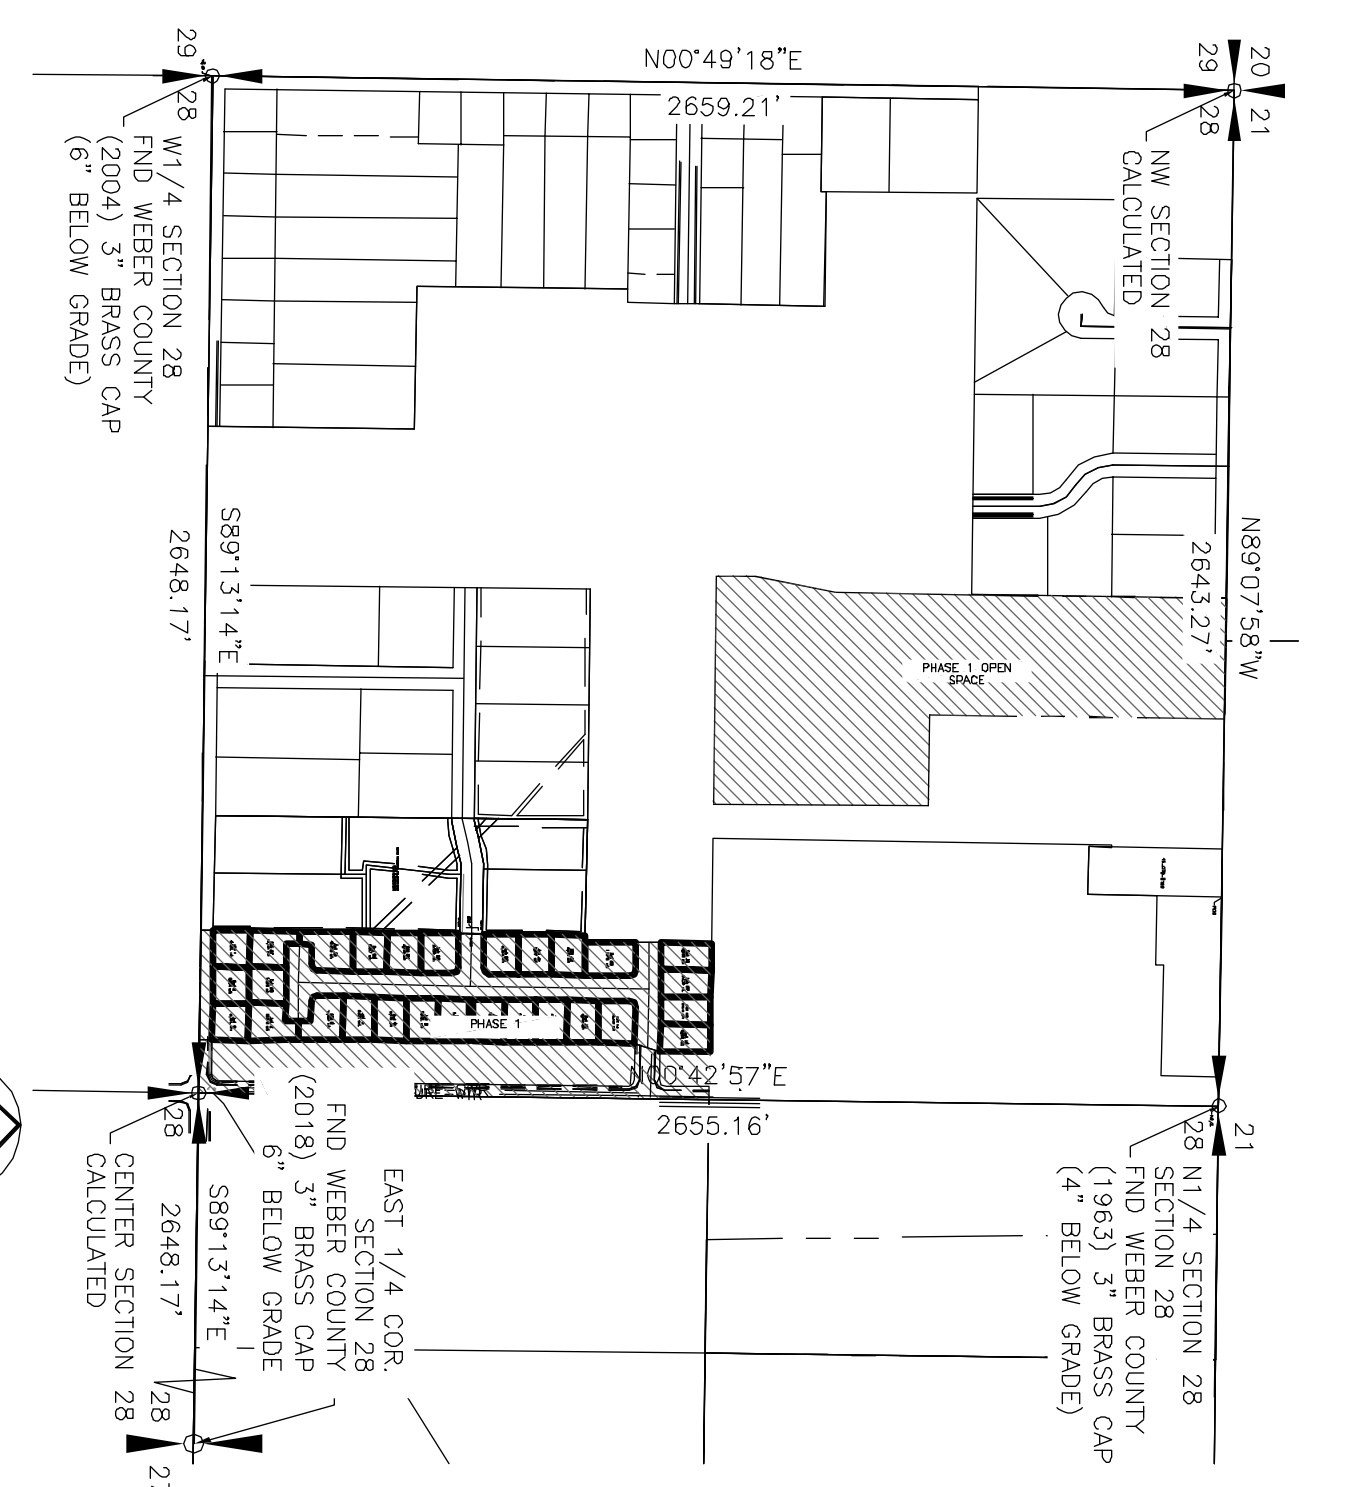 N00°49'18"E
2659.21'
29
28
W1/4 SECTION 28
FND WEBER COUNTY
(2004) 3" BRASS CAP
(6" BELOW GRADE)
20
29
21
28
NW SECTION 28
CALCULATED
N89°07'58"W
2643.27'
S89°13'14"E
2648.17'
PHASE 1 OPEN
SPACE
PHASE 1
N00°42'57"E
2655.16'
28
CENTER SECTION 28
CALCULATED
S89°13'14"E
2648.17'
EAST 1/4 COR.
SECTION 28
FND WEBER COUNTY
(2018) 3" BRASS CAP
6" BELOW GRADE
28
21
28
N1/4 SECTION 28
SECTION 28
FND WEBER COUNTY
(1963) 3" BRASS CAP
(4" BELOW GRADE)